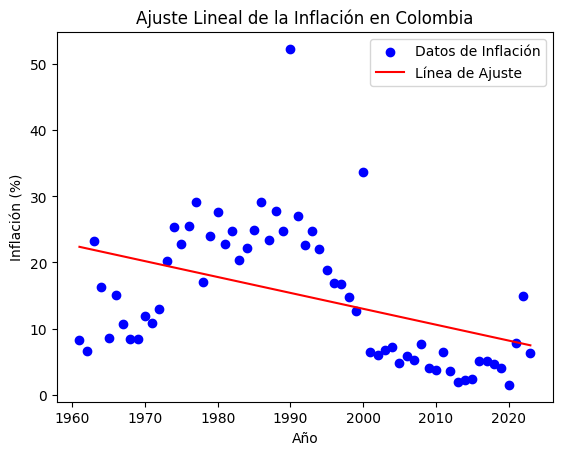 Ajuste Lineal de la Inflación en Colombia
Datos de Inflación
Línea de Ajuste
50
40
30
20
10
0
Inflación (%)
1960 1970 1980 1990 2000 2010 2020
Año